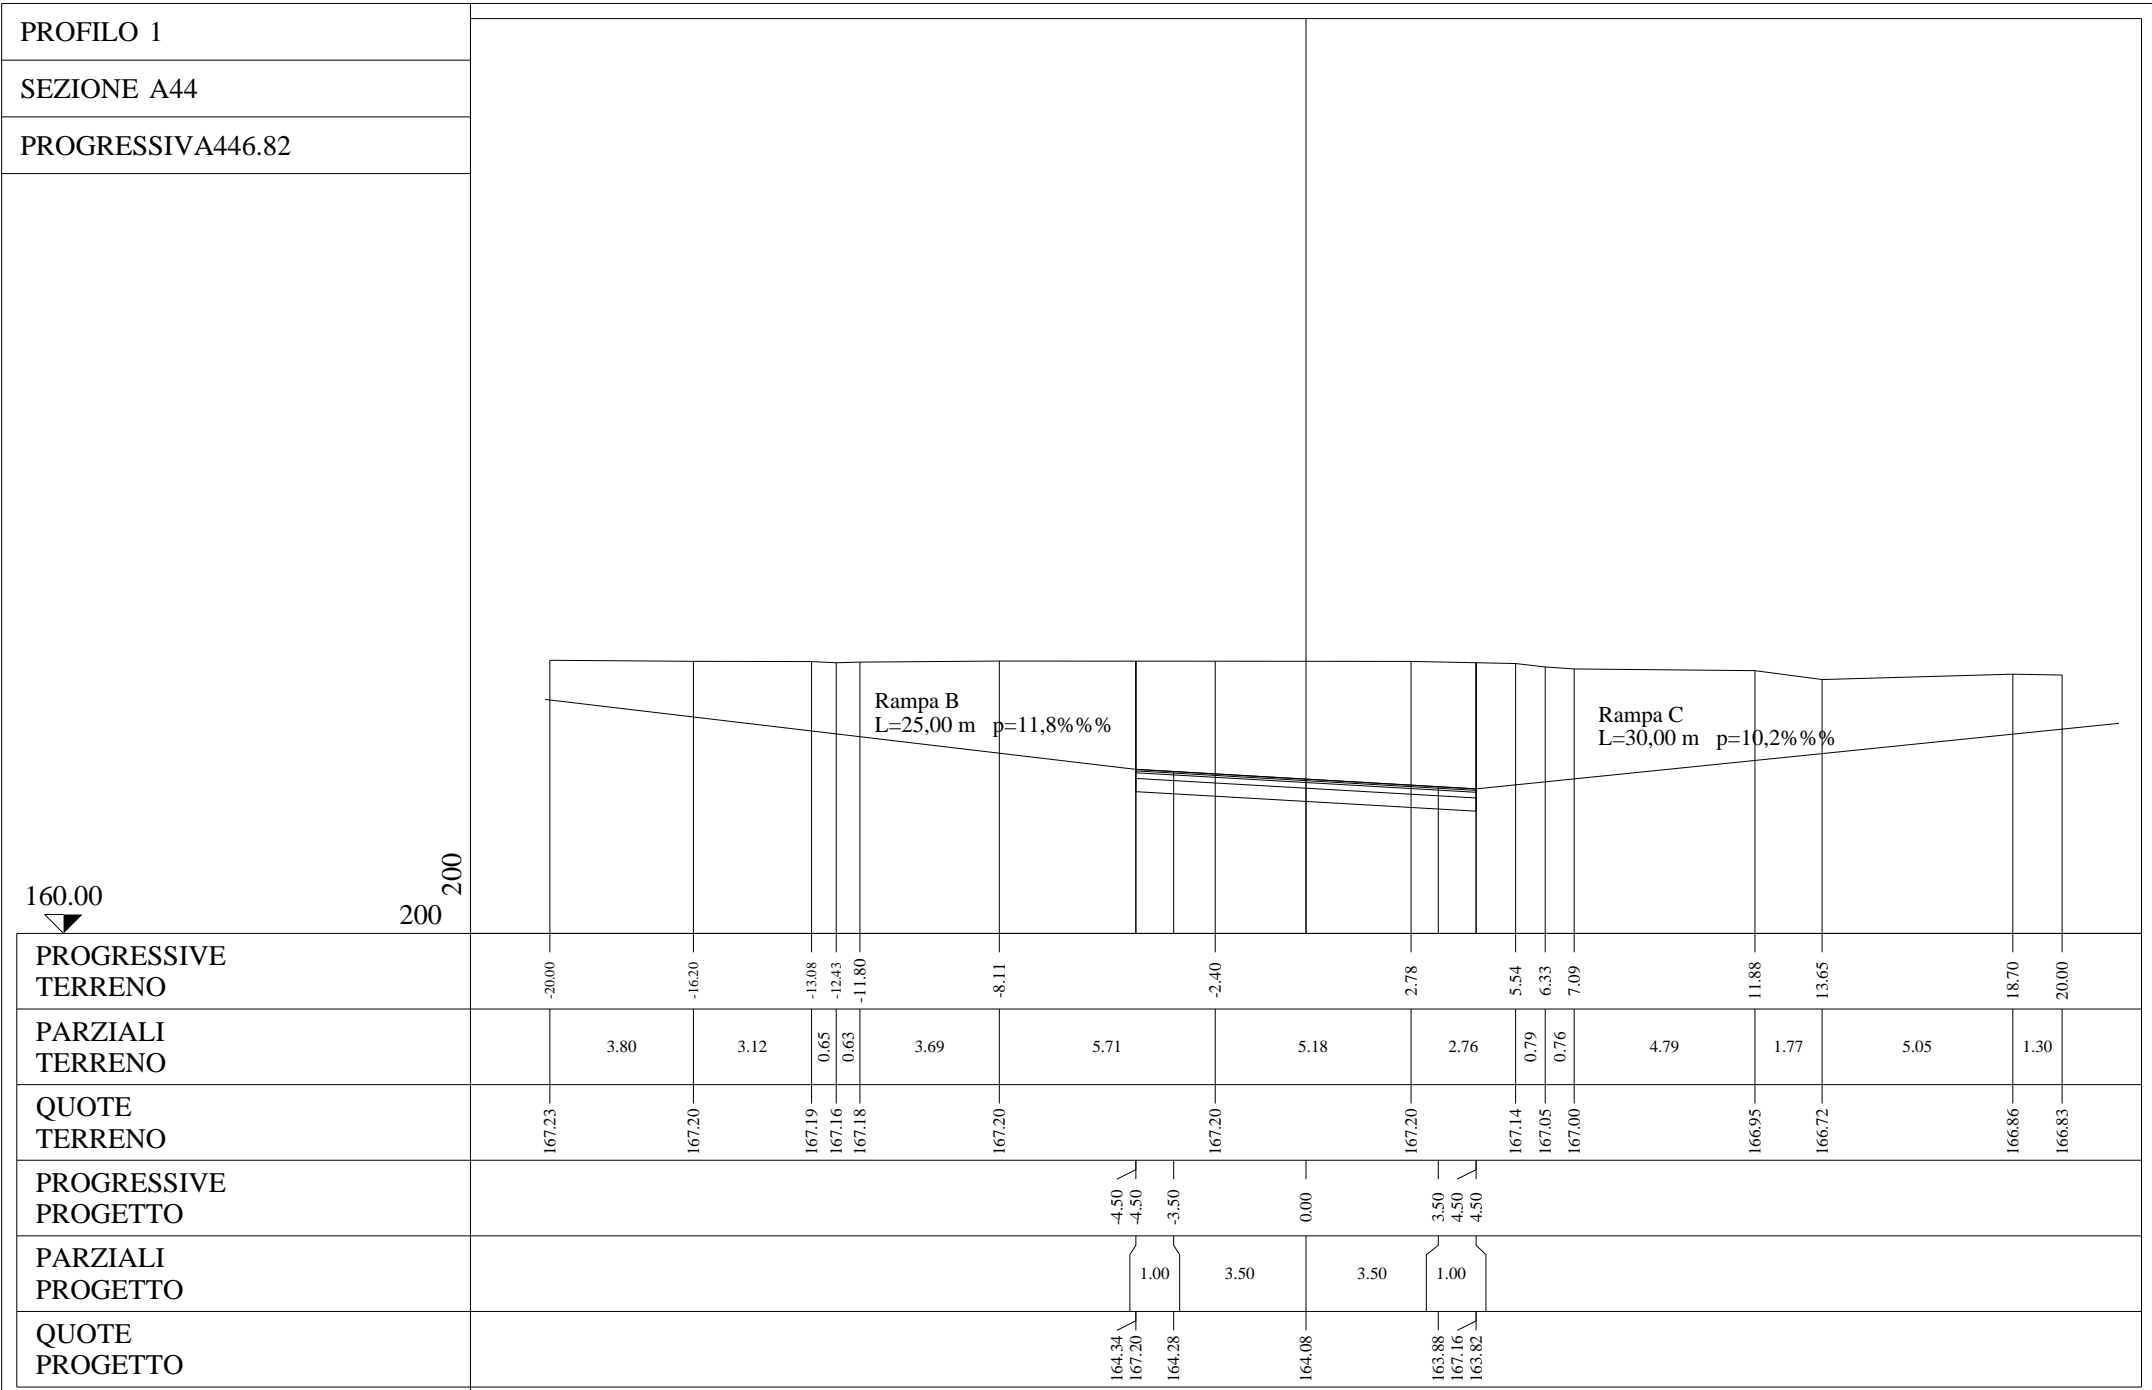 PROFILO 1
SEZIONE A44
PROGRESSIVA446.82
Rampa B
L=25,00 m p=11,8%%%
Rampa C
L=30,00 m p=10,2%%%
200
160.00
200
PROGRESSIVE
TERRENO
-20.00 -16.20 -13.08 -12.43 -11.80 -8.11 -2.40 2.78 5.54 6.33 7.09 11.88 13.65 18.70 20.00
PARZIALI
TERRENO
3.80 3.12 0.65 0.63 3.69 5.71 5.18 2.76 0.79 0.76 4.79 1.77 5.05 1.30
QUOTE
TERRENO
167.23 167.20 167.19 167.16 167.18 167.20 167.20 167.20 167.14 167.05 167.00 166.95 166.72 166.86 166.83
PROGRESSIVE
PROGETTO
-4.50 -4.50 -3.50 0.00 3.50 4.50 4.50
PARZIALI
PROGETTO
1.00 3.50 3.50 1.00
QUOTE
PROGETTO
164.34 167.20 164.28 164.08 163.88 167.16 163.82